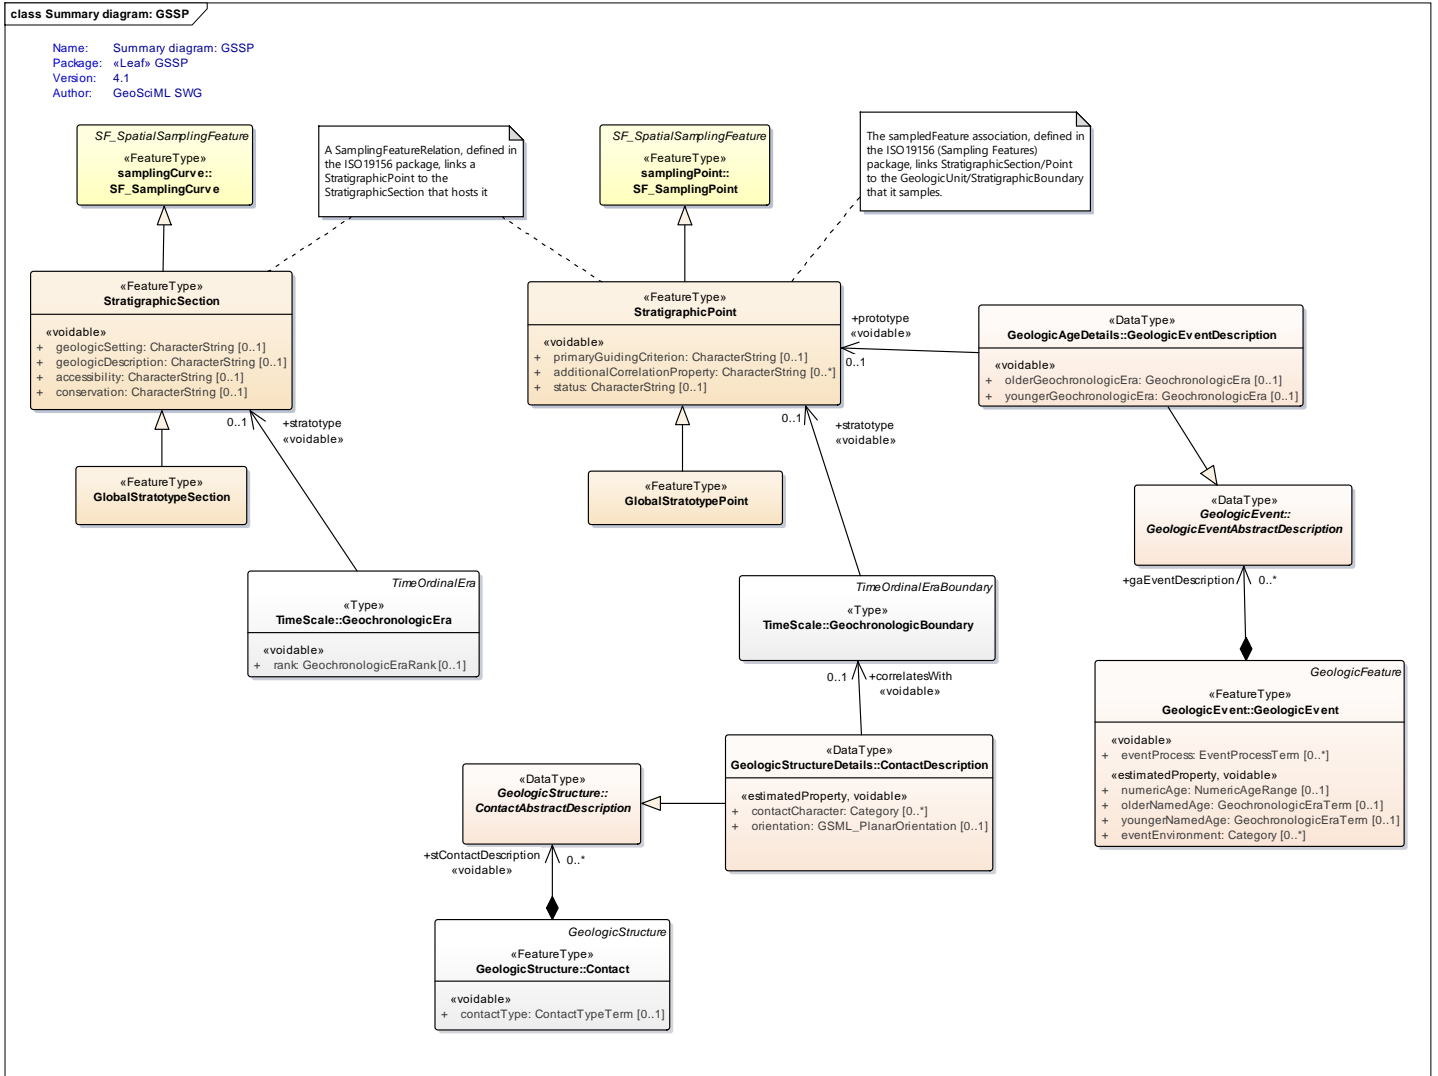 class Summary diagram: GSSP
Name: Summary diagram: GSSP
Package: «Leaf» GSSP
Version: 4.1
Author: GeoSciML SWG
SF_SpatialSamplingFeature
«FeatureType»
samplingCurve::
SF_SamplingCurve
A SamplingFeatureRelation, defined in
the ISO19156 package, links a
StratigraphicPoint to the
StratigraphicSection that hosts it
SF_SpatialSamplingFeature
«FeatureType»
samplingPoint::
SF_SamplingPoint
The sampledFeature association, defined in
the ISO19156 (Sampling Features)
package, links StratigraphicSection/Point
to the GeologicUnit/StratigraphicBoundary
that it samples.
«FeatureType»
StratigraphicSection
«voidable»
+ geologicSetting: CharacterString [0..1]
+ geologicDescription: CharacterString [0..1]
+ accessibility: CharacterString [0..1]
+ conservation: CharacterString [0..1]
«FeatureType»
StratigraphicPoint
«voidable»
+ primaryGuidingCriterion: CharacterString [0..1]
+ additionalCorrelationProperty: CharacterString [0..*]
+ status: CharacterString [0..1]
+prototype
«voidable»
0..1
«DataType»
GeologicAgeDetails::GeologicEventDescription
«voidable»
+ olderGeochronologicEra: GeochronologicEra [0..1]
+ youngerGeochronologicEra: GeochronologicEra [0..1]
0..1
+stratotype
«voidable»
0..1
+stratotype
«voidable»
«FeatureType»
GlobalStratotypeSection
«FeatureType»
GlobalStratotypePoint
«DataType»
GeologicEvent::
GeologicEventAbstractDescription
+gaEventDescription
0..*
TimeOrdinalEra
«Type»
TimeScale::GeochronologicEra
«voidable»
+ rank: GeochronologicEraRank [0..1]
TimeOrdinalEraBoundary
«Type»
TimeScale::GeochronologicBoundary
0..1
+correlatesWith
«voidable»
GeologicFeature
«FeatureType»
GeologicEvent::GeologicEvent
«voidable»
+ eventProcess: EventProcessTerm [0..*]
«estimatedProperty, voidable»
+ numericAge: NumericAgeRange [0..1]
+ olderNamedAge: GeochronologicEraTerm [0..1]
+ youngerNamedAge: GeochronologicEraTerm [0..1]
+ eventEnvironment: Category [0..*]
«DataType»
GeologicStructure::
ContactAbstractDescription
«DataType»
GeologicStructureDetails::ContactDescription
«estimatedProperty, voidable»
+ contactCharacter: Category [0..*]
+ orientation: GSML_PlanarOrientation [0..1]
+stContactDescription
«voidable»
0..*
GeologicStructure
«FeatureType»
GeologicStructure::Contact
«voidable»
+ contactType: ContactTypeTerm [0..1]